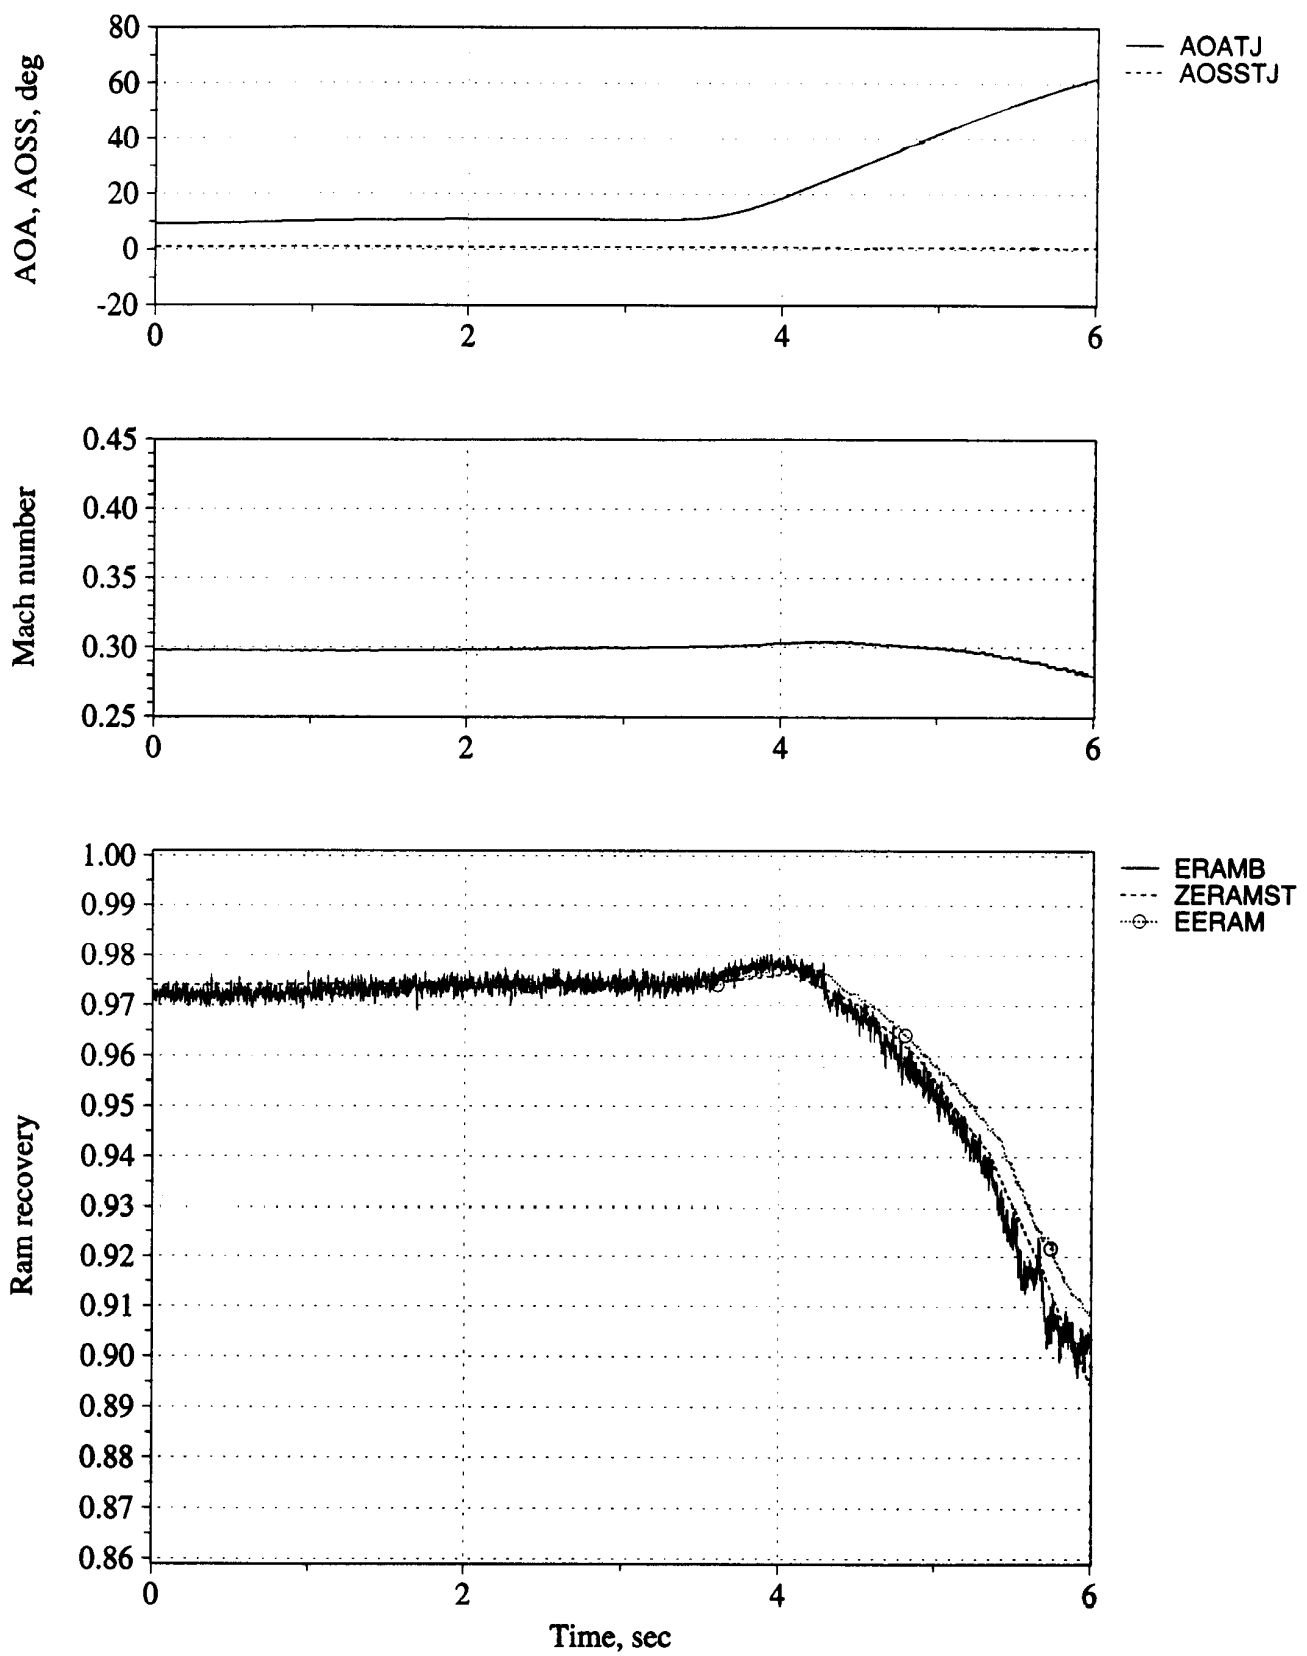 AOA, AOSS, deg
80
60
40
20
0
-20
0 2 4 6
AOATJ
AOSSTJ
Mach number
0.45
0.40
0.35
0.30
0.25
0 2 4 6
Ram recovery
1.00
0.99
0.98
0.97
0.96
0.95
0.94
0.93
0.92
0.91
0.90
0.89
0.88
0.87
0.86
0 2 4 6
Time, sec
ERAMB
ZERAMST
EERAM